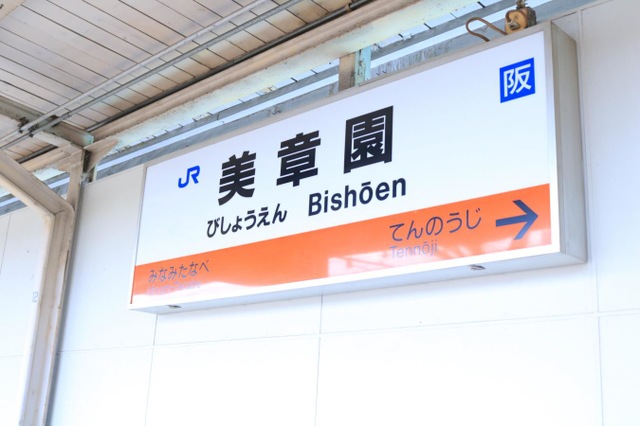 阪
JR 美章園
びしょうえん Bishōen
みなみたなべ てんのうじ →
Tennōji